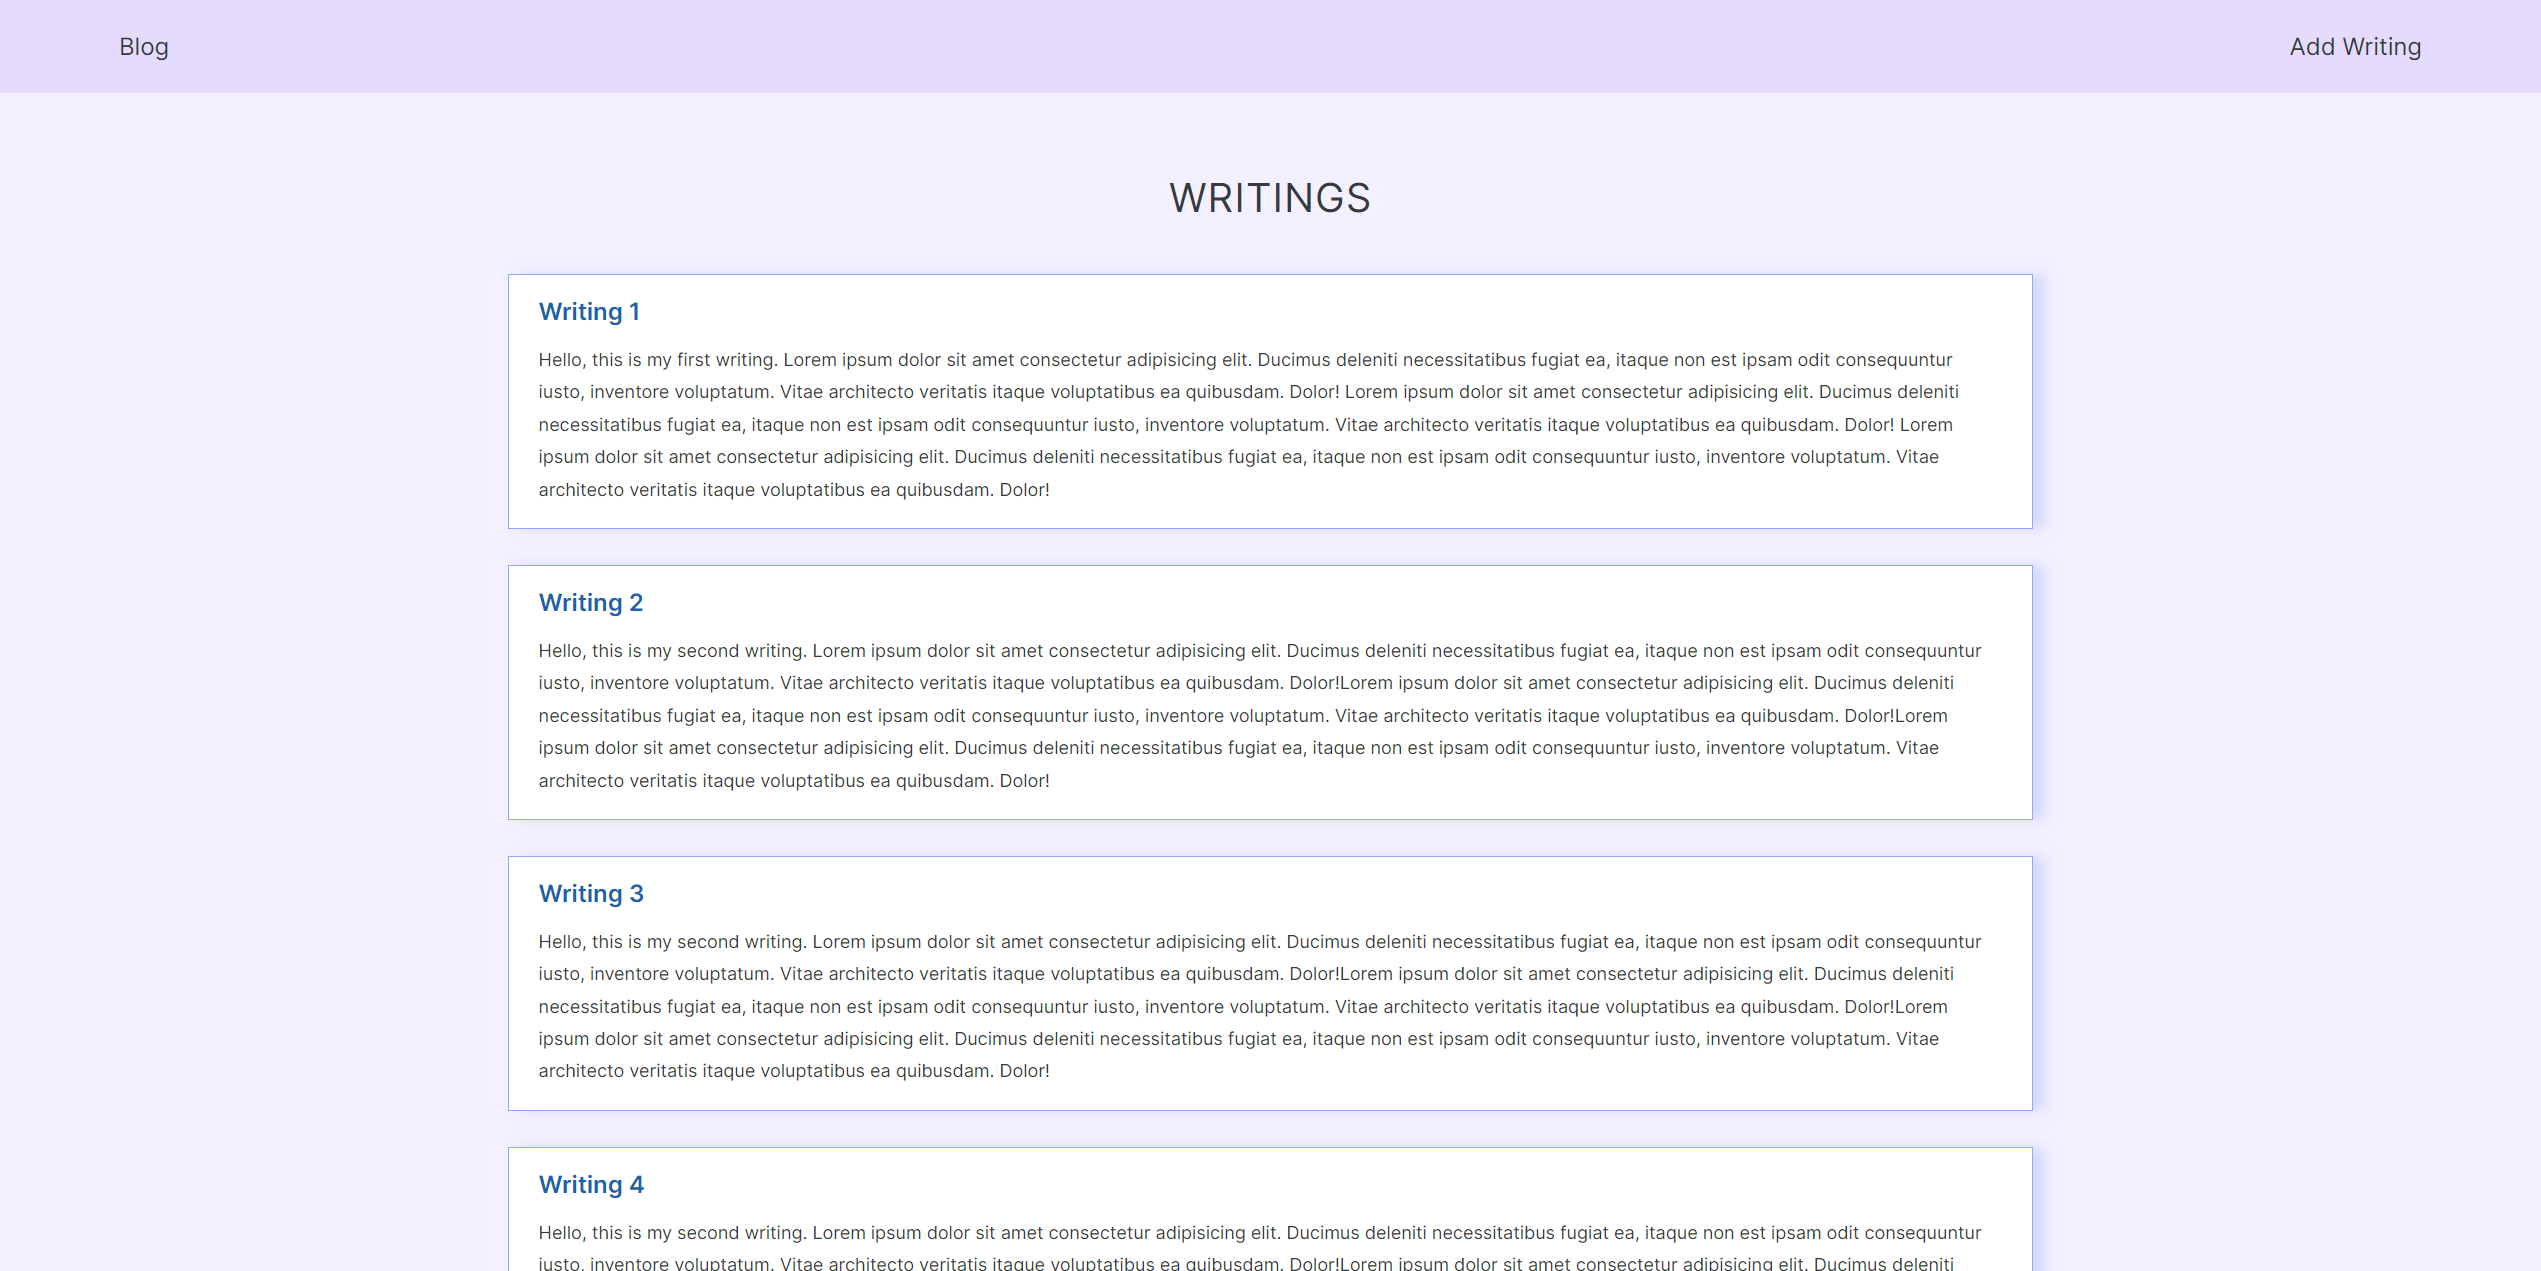 Blog
Add Writing
WRITINGS
Writing 1
Hello, this is my first writing. Lorem ipsum dolor sit amet consectetur adipisicing elit. Ducimus deleniti necessitatibus fugiat ea, itaque non est ipsam odit consequuntur
iusto, inventore voluptatum. Vitae architecto veritatis itaque voluptatibus ea quibusdam. Dolor! Lorem ipsum dolor sit amet consectetur adipisicing elit. Ducimus deleniti
necessitatibus fugiat ea, itaque non est ipsam odit consequuntur iusto, inventore voluptatum. Vitae architecto veritatis itaque voluptatibus ea quibusdam. Dolor! Lorem
ipsum dolor sit amet consectetur adipisicing elit. Ducimus deleniti necessitatibus fugiat ea, itaque non est ipsam odit consequuntur iusto, inventore voluptatum. Vitae
architecto veritatis itaque voluptatibus ea quibusdam. Dolor!
Writing 2
Hello, this is my second writing. Lorem ipsum dolor sit amet consectetur adipisicing elit. Ducimus deleniti necessitatibus fugiat ea, itaque non est ipsam odit consequuntur
iusto, inventore voluptatum. Vitae architecto veritatis itaque voluptatibus ea quibusdam. Dolor!Lorem ipsum dolor sit amet consectetur adipisicing elit. Ducimus deleniti
necessitatibus fugiat ea, itaque non est ipsam odit consequuntur iusto, inventore voluptatum. Vitae architecto veritatis itaque voluptatibus ea quibusdam. Dolor!Lorem
ipsum dolor sit amet consectetur adipisicing elit. Ducimus deleniti necessitatibus fugiat ea, itaque non est ipsam odit consequuntur iusto, inventore voluptatum. Vitae
architecto veritatis itaque voluptatibus ea quibusdam. Dolor!
Writing 3
Hello, this is my second writing. Lorem ipsum dolor sit amet consectetur adipisicing elit. Ducimus deleniti necessitatibus fugiat ea, itaque non est ipsam odit consequuntur
iusto, inventore voluptatum. Vitae architecto veritatis itaque voluptatibus ea quibusdam. Dolor!Lorem ipsum dolor sit amet consectetur adipisicing elit. Ducimus deleniti
necessitatibus fugiat ea, itaque non est ipsam odit consequuntur iusto, inventore voluptatum. Vitae architecto veritatis itaque voluptatibus ea quibusdam. Dolor!Lorem
ipsum dolor sit amet consectetur adipisicing elit. Ducimus deleniti necessitatibus fugiat ea, itaque non est ipsam odit consequuntur iusto, inventore voluptatum. Vitae
architecto veritatis itaque voluptatibus ea quibusdam. Dolor!
Writing 4
Hello, this is my second writing. Lorem ipsum dolor sit amet consectetur adipisicing elit. Ducimus deleniti necessitatibus fugiat ea, itaque non est ipsam odit consequuntur
iusto, inventore voluptatum. Vitae architecto veritatis itaque voluptatibus ea quibusdam. Dolor!Lorem ipsum dolor sit amet consectetur adipisicing elit. Ducimus deleniti